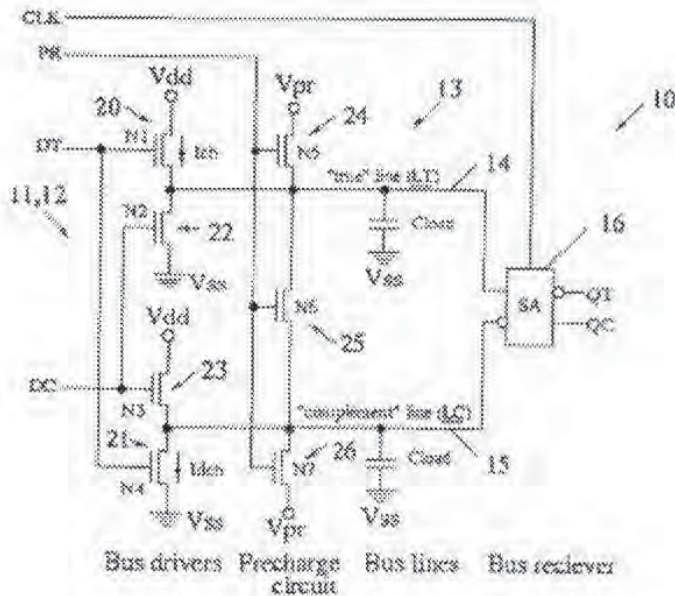 CLK
PR
Vdd
Vpr
20
24
13
10
N1
N5
DT
Ich
"true" line (LT)
14
11,12
N2
22
Cload
16
Vss
Vss
SA
QT
QC
N6
25
Vdd
23
DC
N3
"complement" line (LC)
21
26
15
N4
Idch
N7
Cload
Vss
Vpr
Vss
Bus drivers Precharge circuit Bus lines Bus reciever